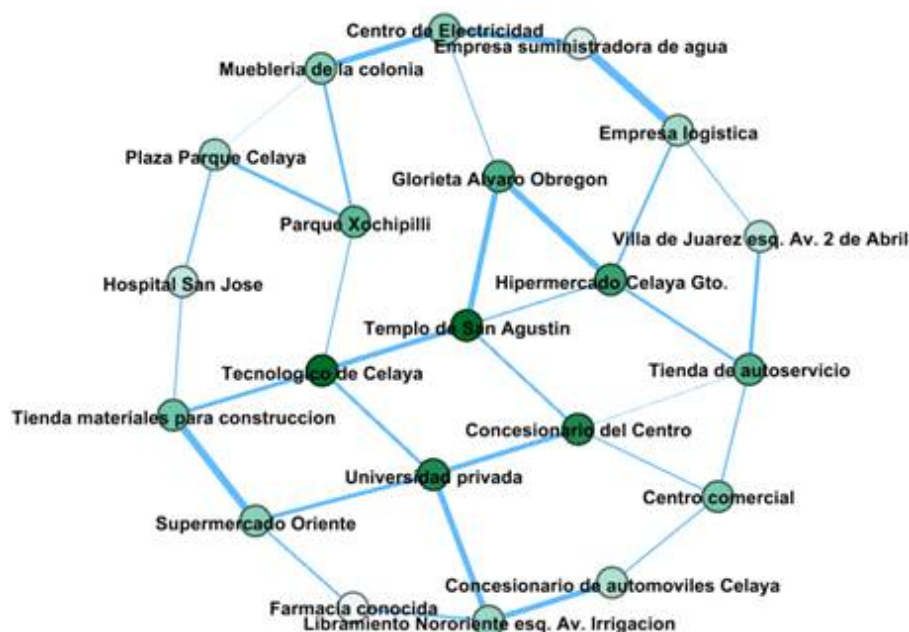 Centro de Electricidad
Empresa suministradora de agua
Muebleria de la colonia
Empresa logistica
Plaza Parque Celaya
Glorieta Alvaro Obregon
Parque Xochipilli
Villa de Juarez esq. Av. 2 de Abril
Hospital San Jose
Hipermercado Celaya Gto.
Templo de San Agustin
Tecnologico de Celaya
Tienda de autoservicio
Tienda materiales para construccion
Concesionario del Centro
Universidad privada
Centro comercial
Supermercado Oriente
Concesionario de automoviles Celaya
Farmacia conocida
Libramiento Nororiente esq. Av. Irrigacion